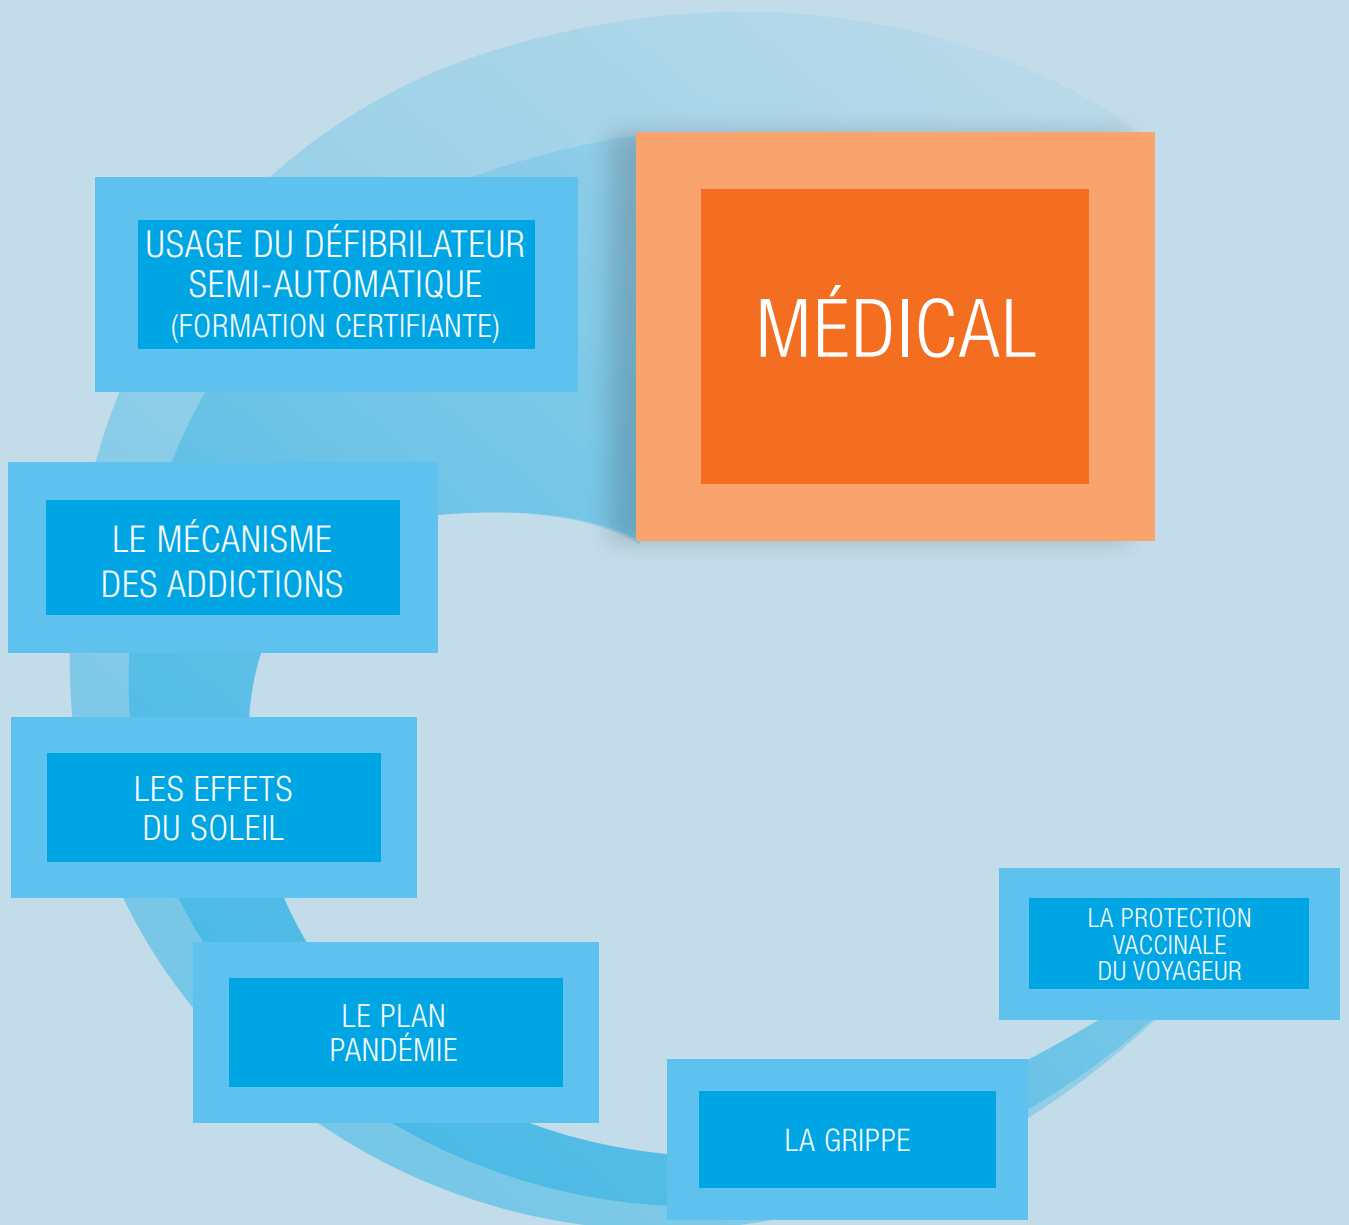 MÉDICAL
USAGE DU DÉFIBRILATEUR
SEMI-AUTOMATIQUE
(FORMATION CERTIFIANTE)
LE MÉCANISME
DES ADDICTIONS
LES EFFETS
DU SOLEIL
LE PLAN
PANDÉMIE
LA GRIPPE
LA PROTECTION
VACCINALE
DU VOYAGEUR